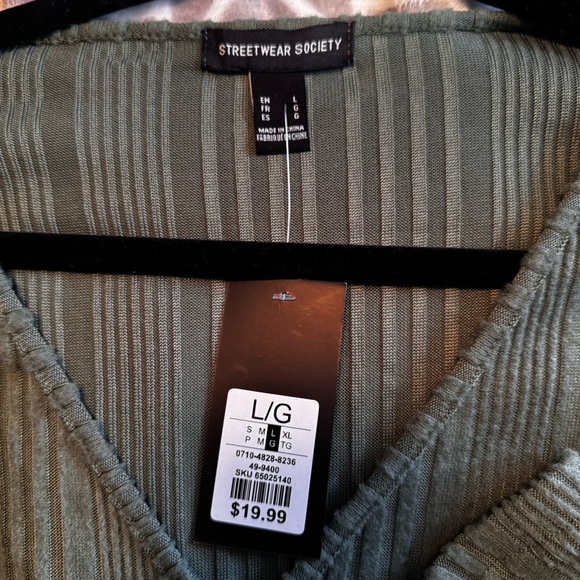 STREETWEAR SOCIETY
EN L
FR G
ES G
MADE IN CHINA
FABRIQUE EN CHINE
L/G
S M L XL
P M G TG
0710-4828-8236
49-9400
SKU 65025140
$19.99